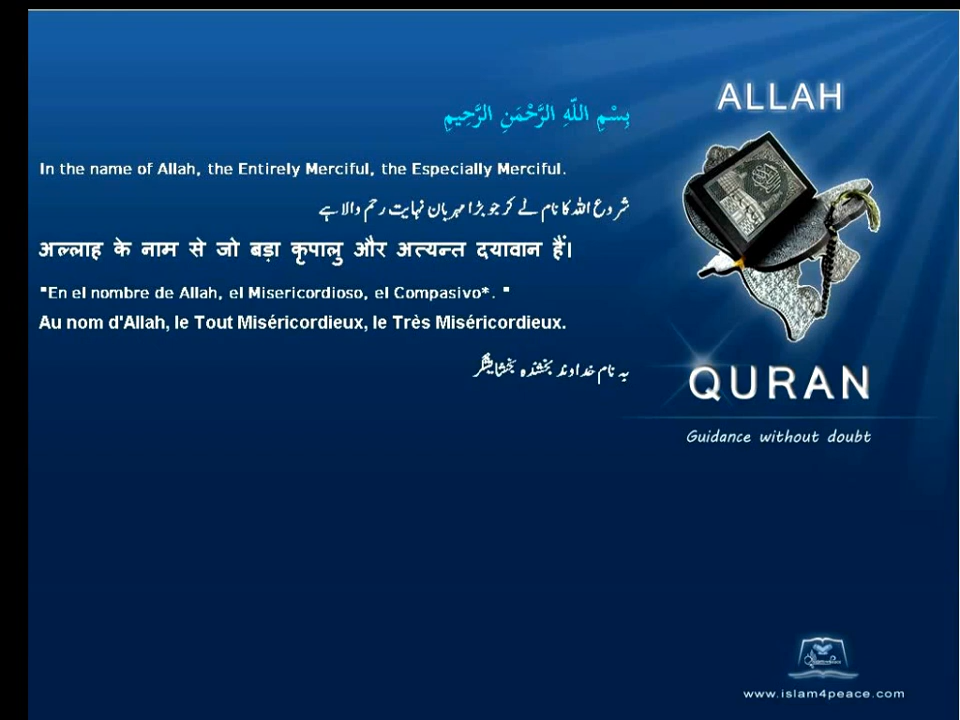 بِسْمِ اللّهِ الرَّحْمَنِ الرَّحِيمِ
In the name of Allah, the Entirely Merciful, the Especially Merciful.
شروع الله کا نام لے کر جو بڑا مہربان نہایت رحم والا ہے
अल्लाह के नाम से जो बड़ा कृपालु और अत्यन्त दयावान हैं।
"En el nombre de Allah, el Misericordioso, el Compasivo*. "
Au nom d'Allah, le Tout Miséricordieux, le Très Miséricordieux.
به نام خداوند بخشنده بخشایشگر
ALLAH
QURAN
Guidance without doubt
www.islam4peace.com